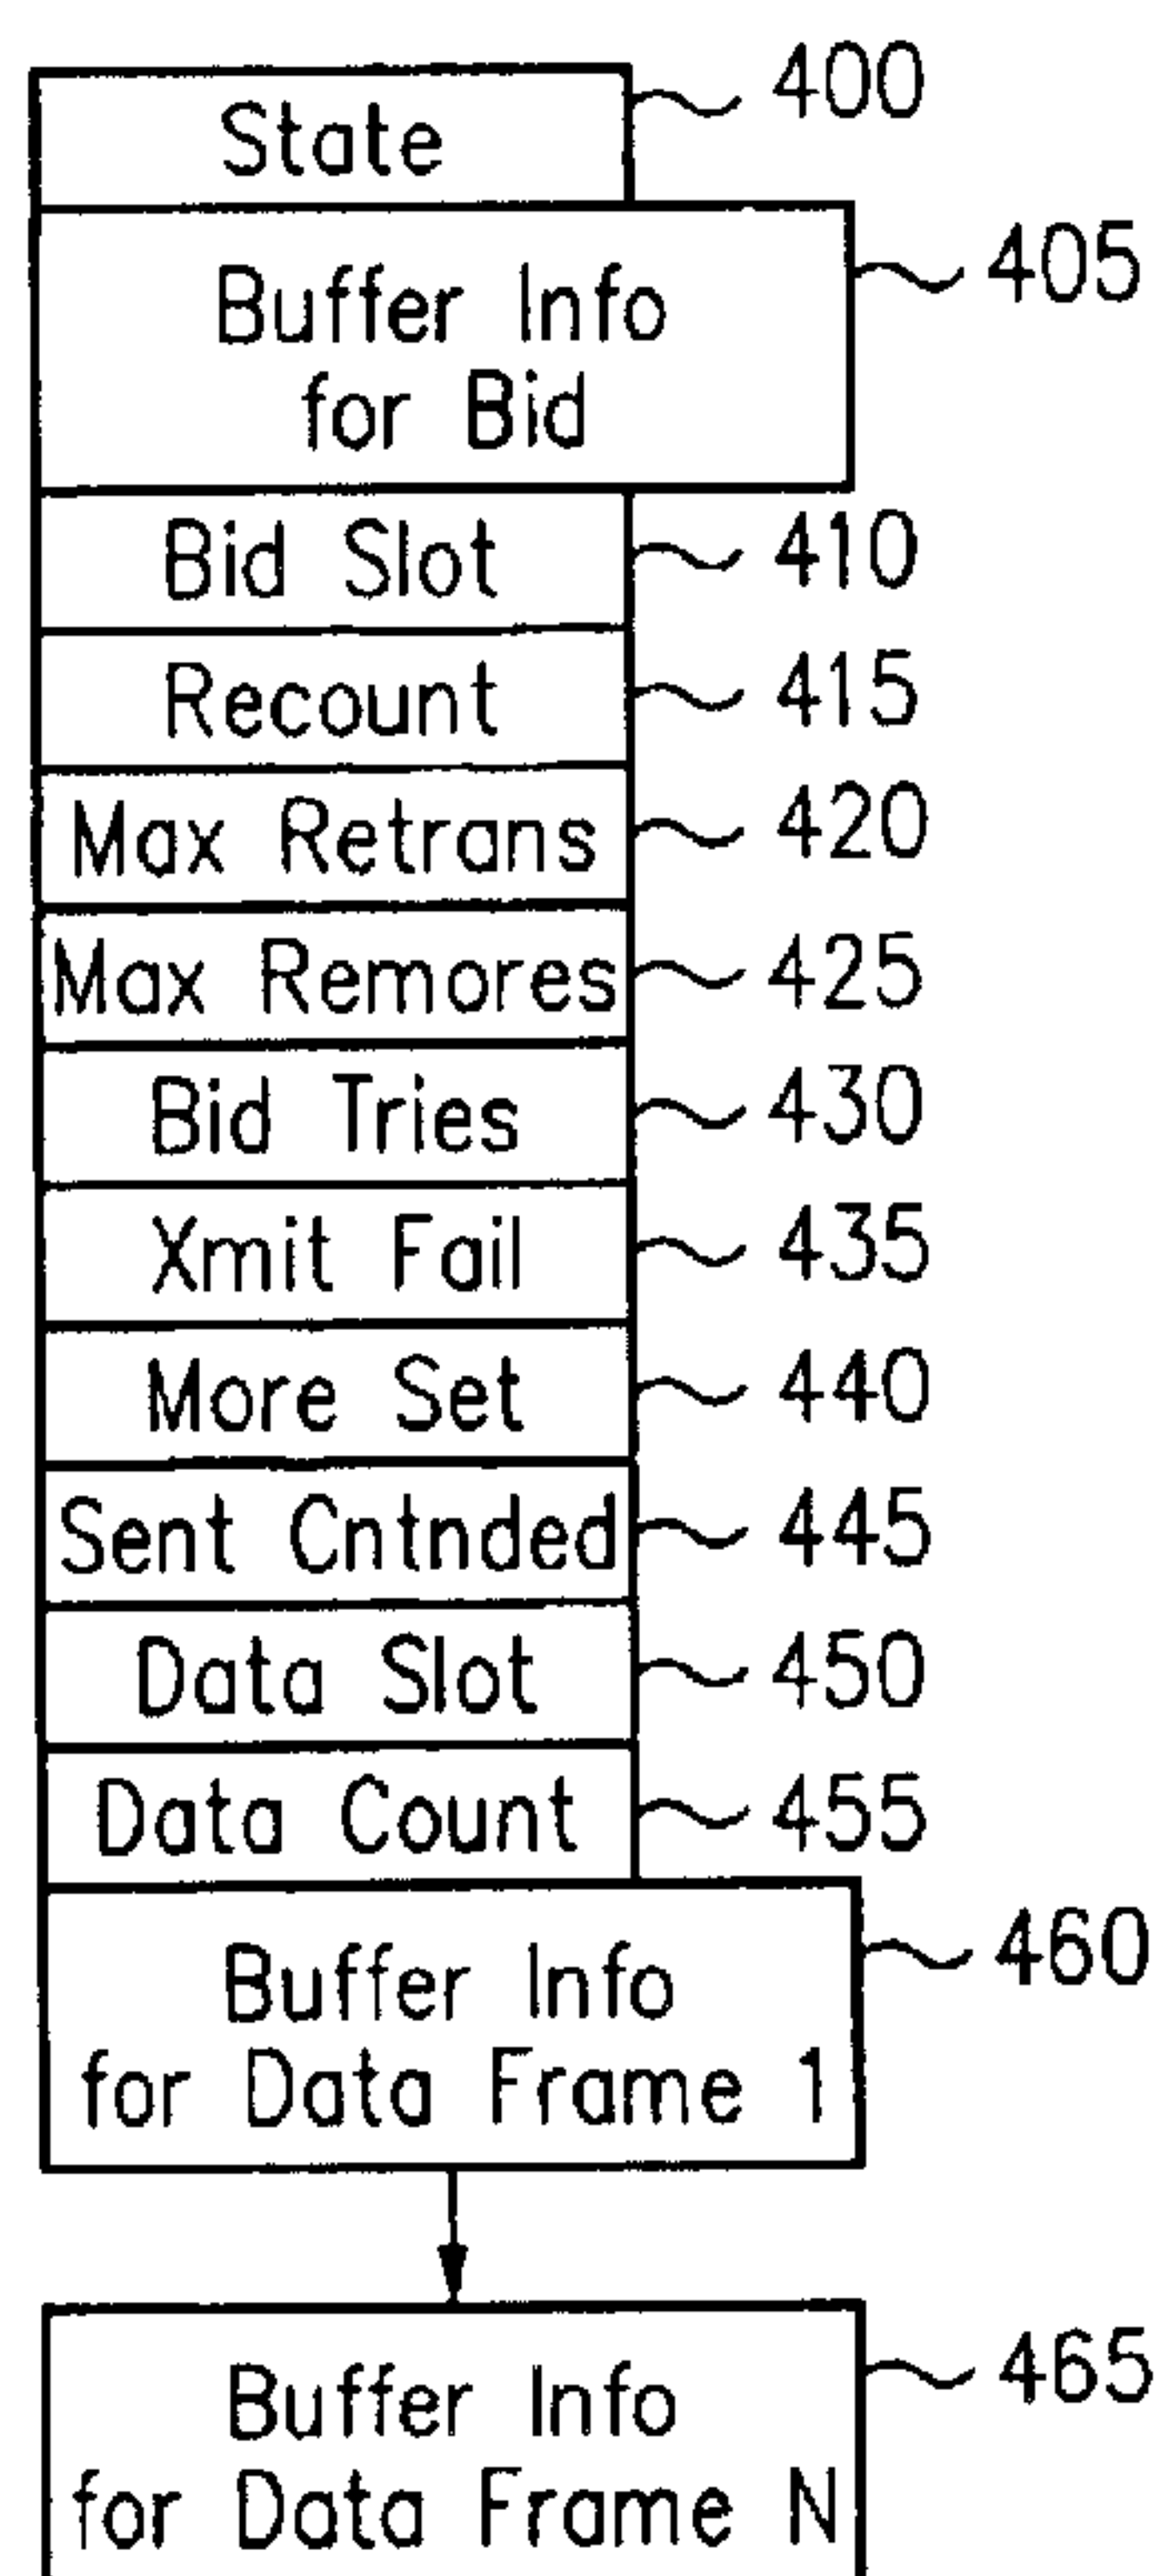 State 400
Buffer Info 405
for Bid
Bid Slot 410
Recount 415
Max Retrans 420
Max Remores 425
Bid Tries 430
Xmit Fail 435
More Set 440
Sent Cntnded 445
Data Slot 450
Data Count 455
Buffer Info 460
for Data Frame 1
Buffer Info 465
for Data Frame N